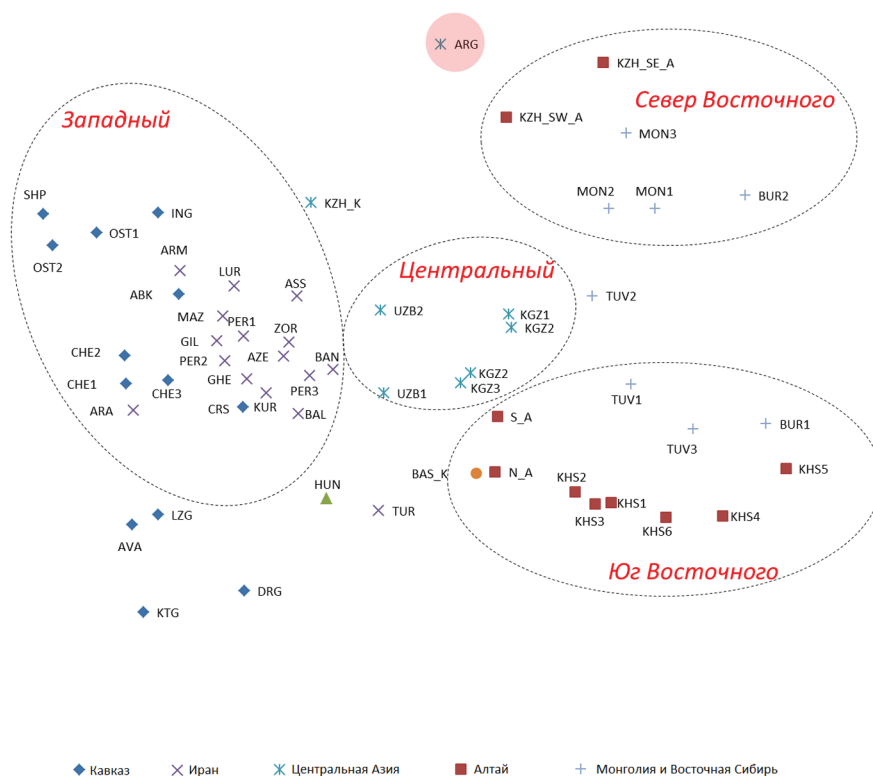 ARG
KZH_SE_A
Север Восточного
KZH_SW_A
Западный
MON3
MON2
MON1
BUR2
SHP
KZH_K
ING
OST1
OST2
ARM
Центральный
LUR
ASS
ABK
TUV2
UZB2
KGZ1
MAZ
PER1
KGZ2
ZOR
GIL
CHE2
PER2
AZE
BAN
KGZ2
GHE
PER3
KGZ3
CHE1
CHE3
UZB1
TUV1
ARA
CRS
KUR
BAL
S_A
BUR1
TUV3
BAS_K
N_A
KHS5
HUN
KHS2
KHS1
TUR
LZG
KHS3
KHS6
KHS4
AVA
Юг Восточного
DRG
KTG
Кавказ
Иран
Центральная Азия
Алтай
Монголия и Восточная Сибирь